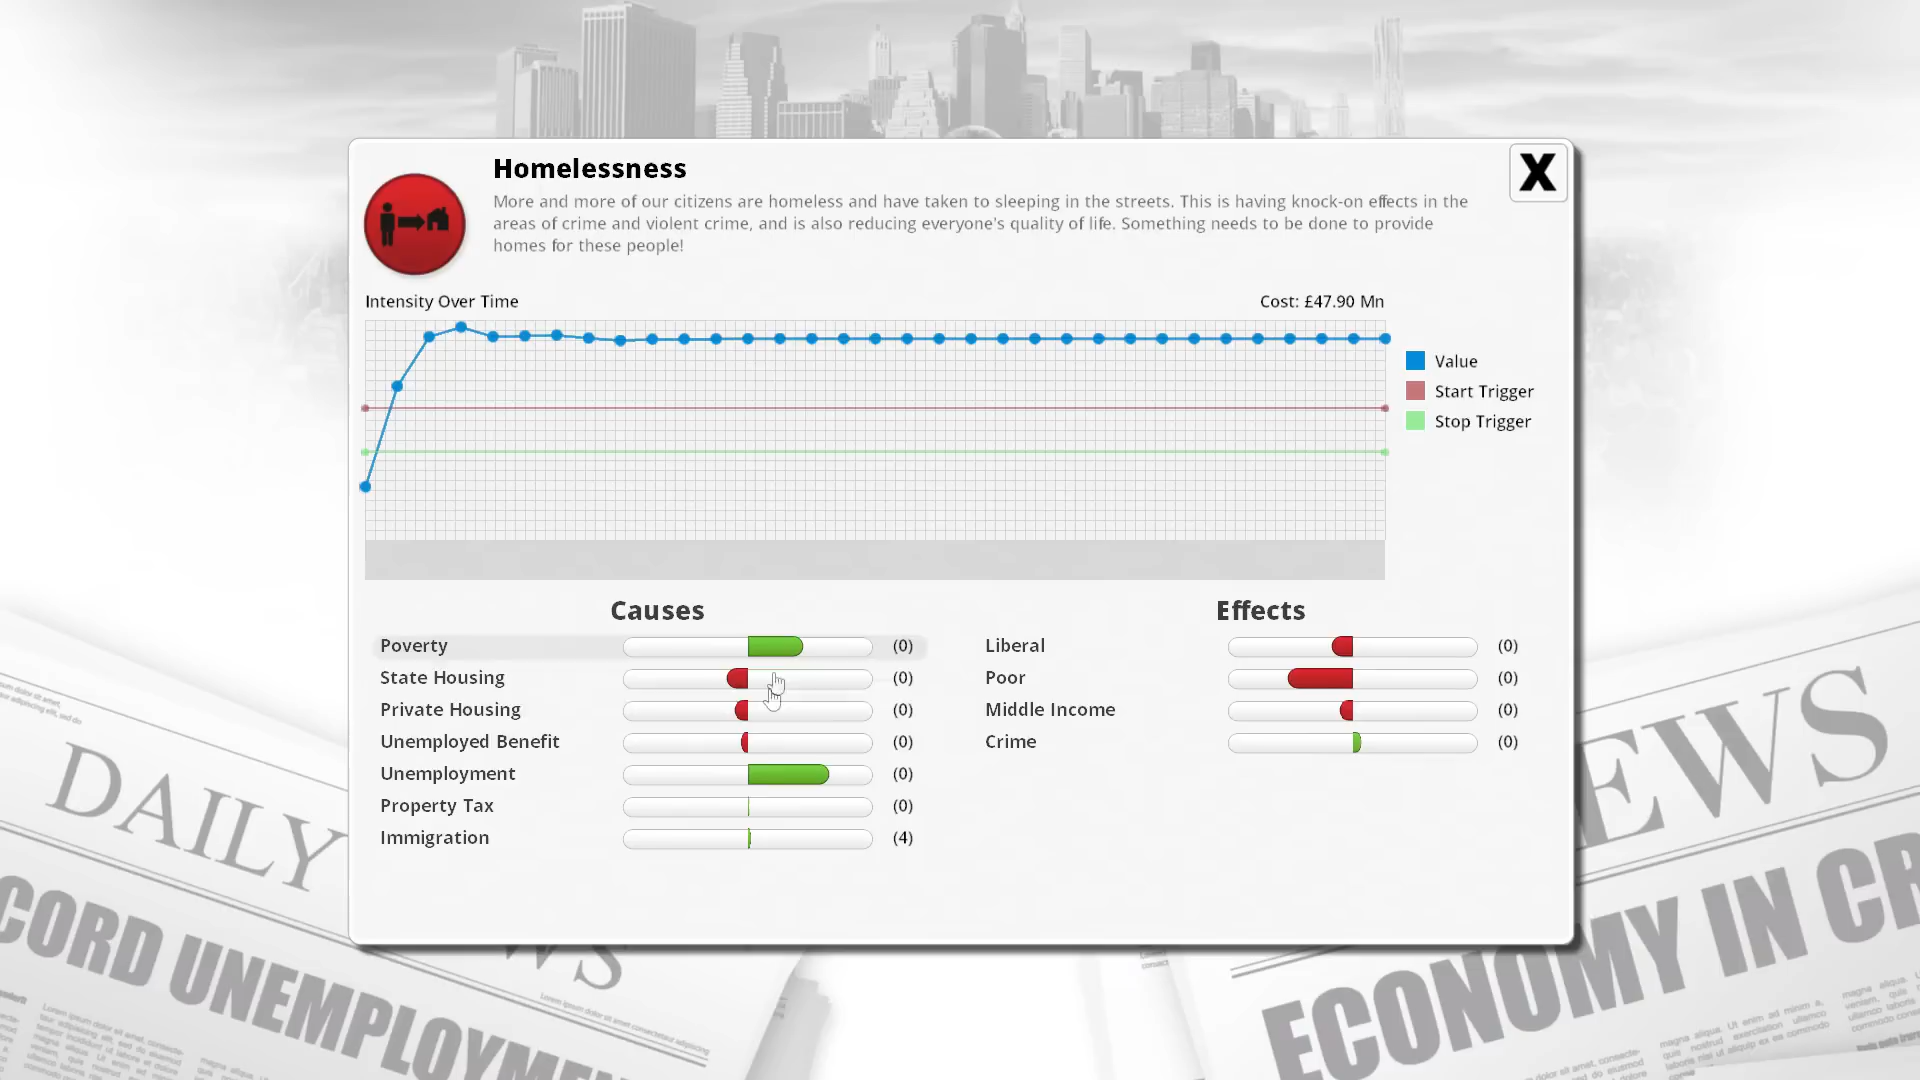 Homelessness
X
More and more of our citizens are homeless and have taken to sleeping in the streets. This is having knock-on effects in the
areas of crime and violent crime, and is also reducing everyone's quality of life. Something needs to be done to provide
homes for these people!
Intensity Over Time
Cost: £47.90 Mn
Value
Start Trigger
Stop Trigger
Causes
Poverty (0)
State Housing (0)
Private Housing (0)
Unemployed Benefit (0)
Unemployment (0)
Property Tax (0)
Immigration (4)
Effects
Liberal (0)
Poor (0)
Middle Income (0)
Crime (0)
DAILY
WS
CORD UNEMPLOYME
EWS
ECONOMY IN CR